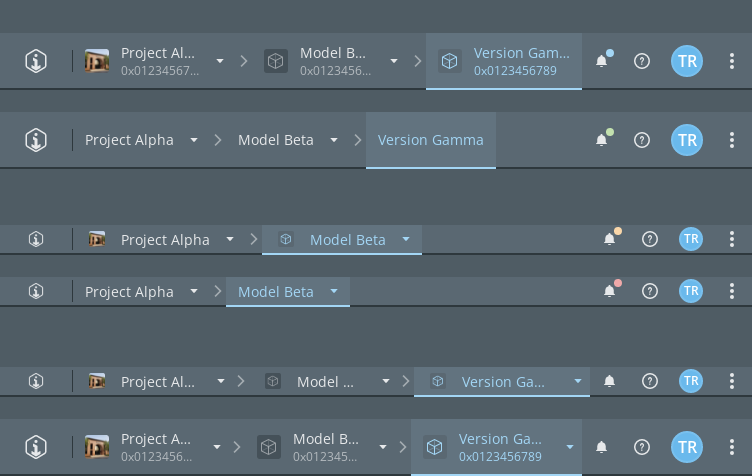 Project Al... Model B... Version Gam... TR
0x01234567... 0x0123456... 0x0123456789
Project Alpha Model Beta Version Gamma TR
Project Alpha Model Beta TR
Project Alpha Model Beta TR
Project Al... Model ... Version Ga... TR
Project A... Model B... Version Ga... TR
0x0123456... 0x012345... 0x0123456789